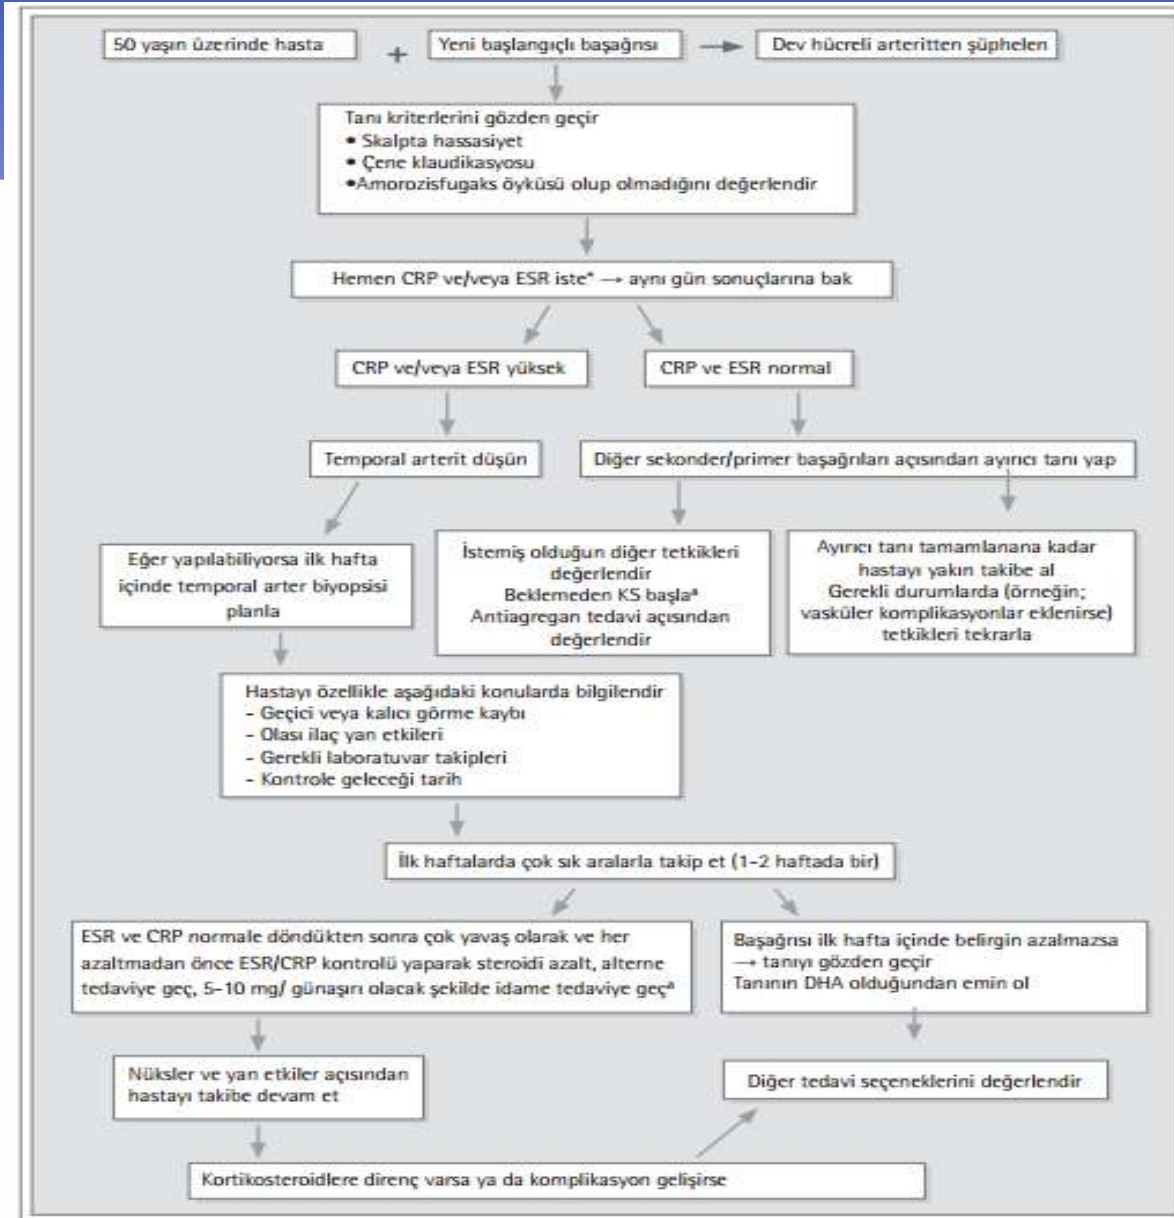 50 yaşın üzerinde hasta + Yeni başlangıçlı başağrısı → Dev hücreli arteritten şüphelen
Tanı kriterlerini gözden geçir
• Skalpta hassasiyet
• Çene klaudikasyosu
•Amorozisfugaks öyküsü olup olmadığını değerlendir
Hemen CRP ve/veya ESR iste* → aynı gün sonuçlarına bak
CRP ve/veya ESR yüksek
CRP ve ESR normal
Temporal arterit düşün
Diğer sekonder/primer başağrıları açısından ayırıcı tanı yap
Eğer yapılabiliyorsa ilk hafta
içinde temporal arter biyopsisi
planla
İstemiş olduğun diğer tetkikleri
değerlendir
Beklemeden KS başlaª
Antiagregan tedavi açısından
değerlendir
Ayırıcı tanı tamamlanana kadar
hastayı yakın takibe al
Gerekli durumlarda (örneğin;
vasküler komplikasyonlar eklenirse)
tetkikleri tekrarla
Hastayı özellikle aşağıdaki konularda bilgilendir
- Geçici veya kalıcı görme kaybı
- Olası ilaç yan etkileri
- Gerekli laboratuvar takipleri
- Kontrole geleceği tarih
İlk haftalarda çok sık aralarla takip et (1-2 haftada bir)
ESR ve CRP normale döndükten sonra çok yavaş olarak ve her
azaltmadan önce ESR/CRP kontrolü yaparak steroidi azalt, alterne
tedaviye geç, 5-10 mg/ günaşırı olacak şekilde idame tedaviye geçª
Başağrısı ilk hafta içinde belirgin azalmazsa
→ tanıyı gözden geçir
Tanının DHA olduğundan emin ol
Nüksler ve yan etkiler açısından
hastayı takibe devam et
Diğer tedavi seçeneklerini değerlendir
Kortikosteroidlere direnç varsa ya da komplikasyon gelişirse